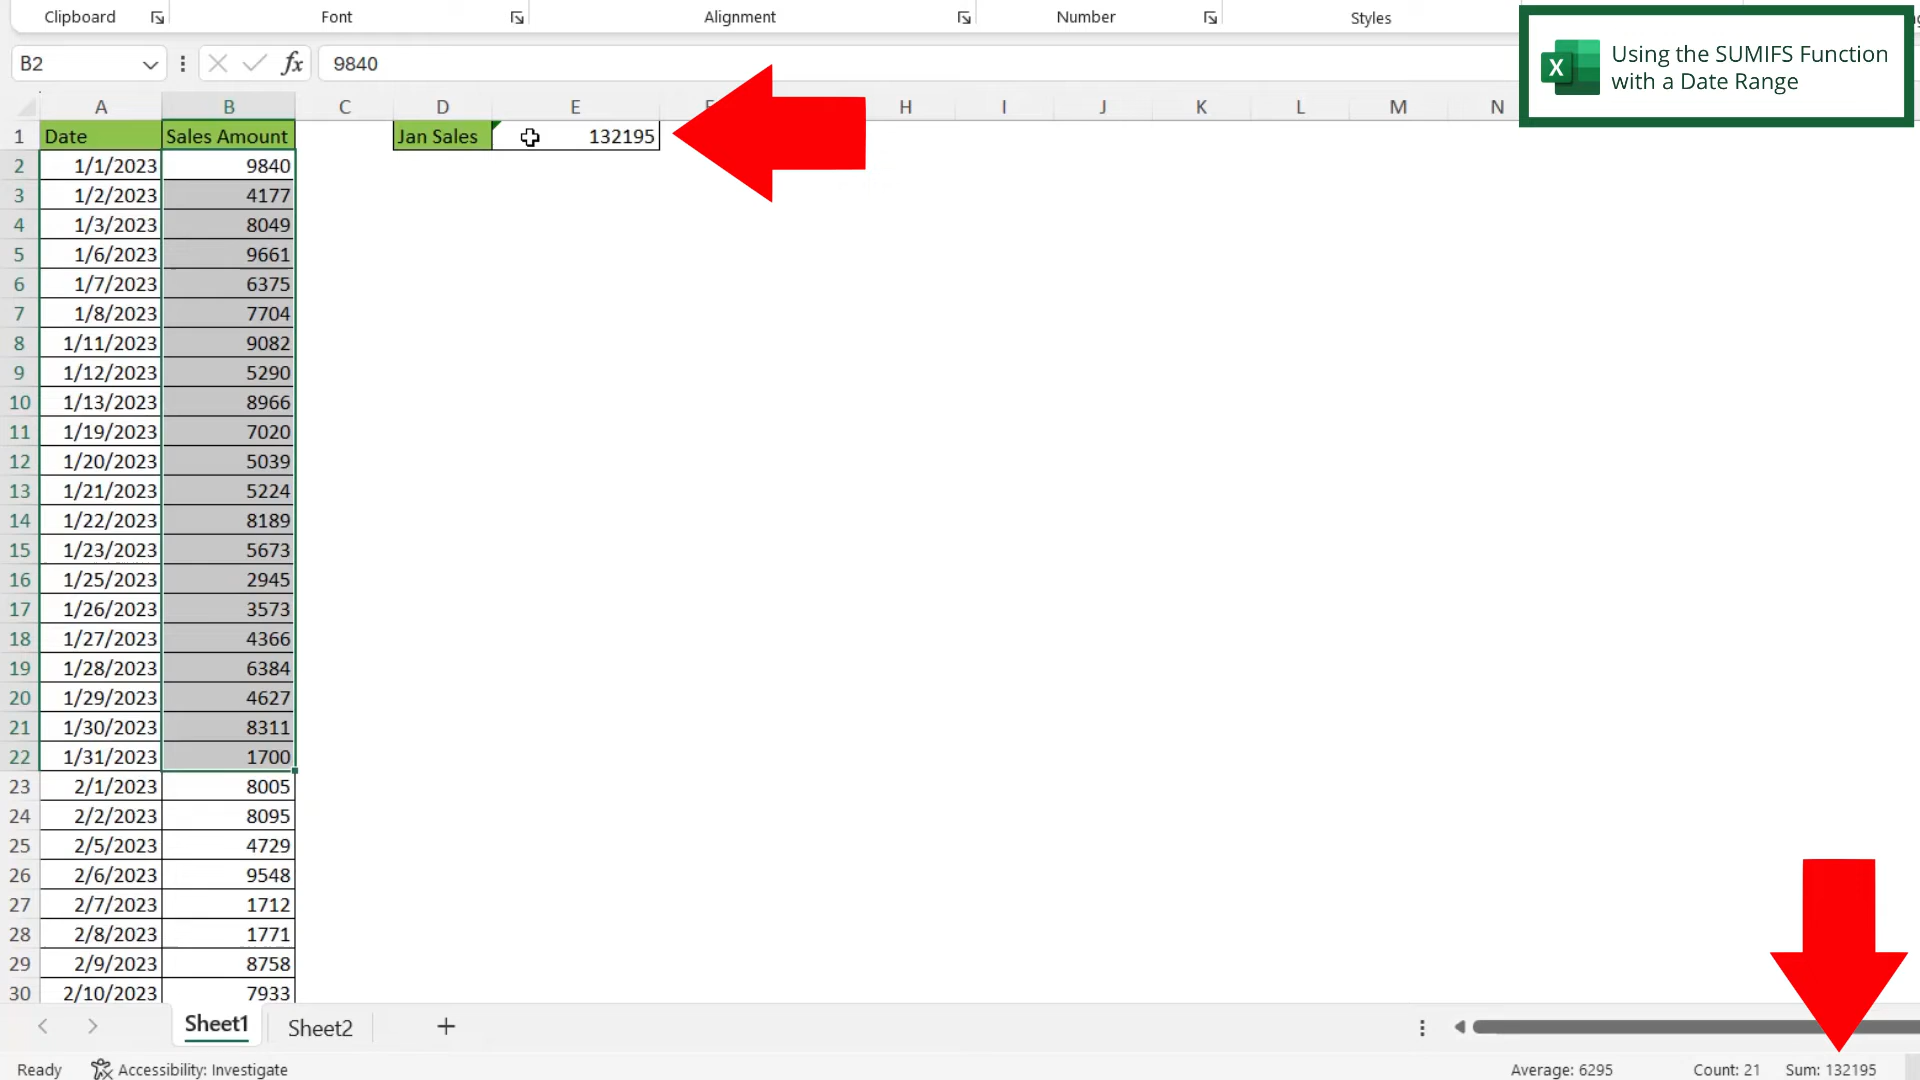 Clipboard Font Alignment Number Styles
Using the SUMIFS Function
with a Date Range
X
B2 fx 9840
A B C D E H I J K L M N
1 Date Sales Amount Jan Sales 132195
2 1/1/2023 9840
3 1/2/2023 4177
4 1/3/2023 8049
5 1/6/2023 9661
6 1/7/2023 6375
7 1/8/2023 7704
8 1/11/2023 9082
9 1/12/2023 5290
10 1/13/2023 8966
11 1/19/2023 7020
12 1/20/2023 5039
13 1/21/2023 5224
14 1/22/2023 8189
15 1/23/2023 5673
16 1/25/2023 2945
17 1/26/2023 3573
18 1/27/2023 4366
19 1/28/2023 6384
20 1/29/2023 4627
21 1/30/2023 8311
22 1/31/2023 1700
23 2/1/2023 8005
24 2/2/2023 8095
25 2/5/2023 4729
26 2/6/2023 9548
27 2/7/2023 1712
28 2/8/2023 1771
29 2/9/2023 8758
30 2/10/2023 7933
Sheet1 Sheet2 +
Ready Accessibility: Investigate Average: 6295 Count: 21 Sum: 132195